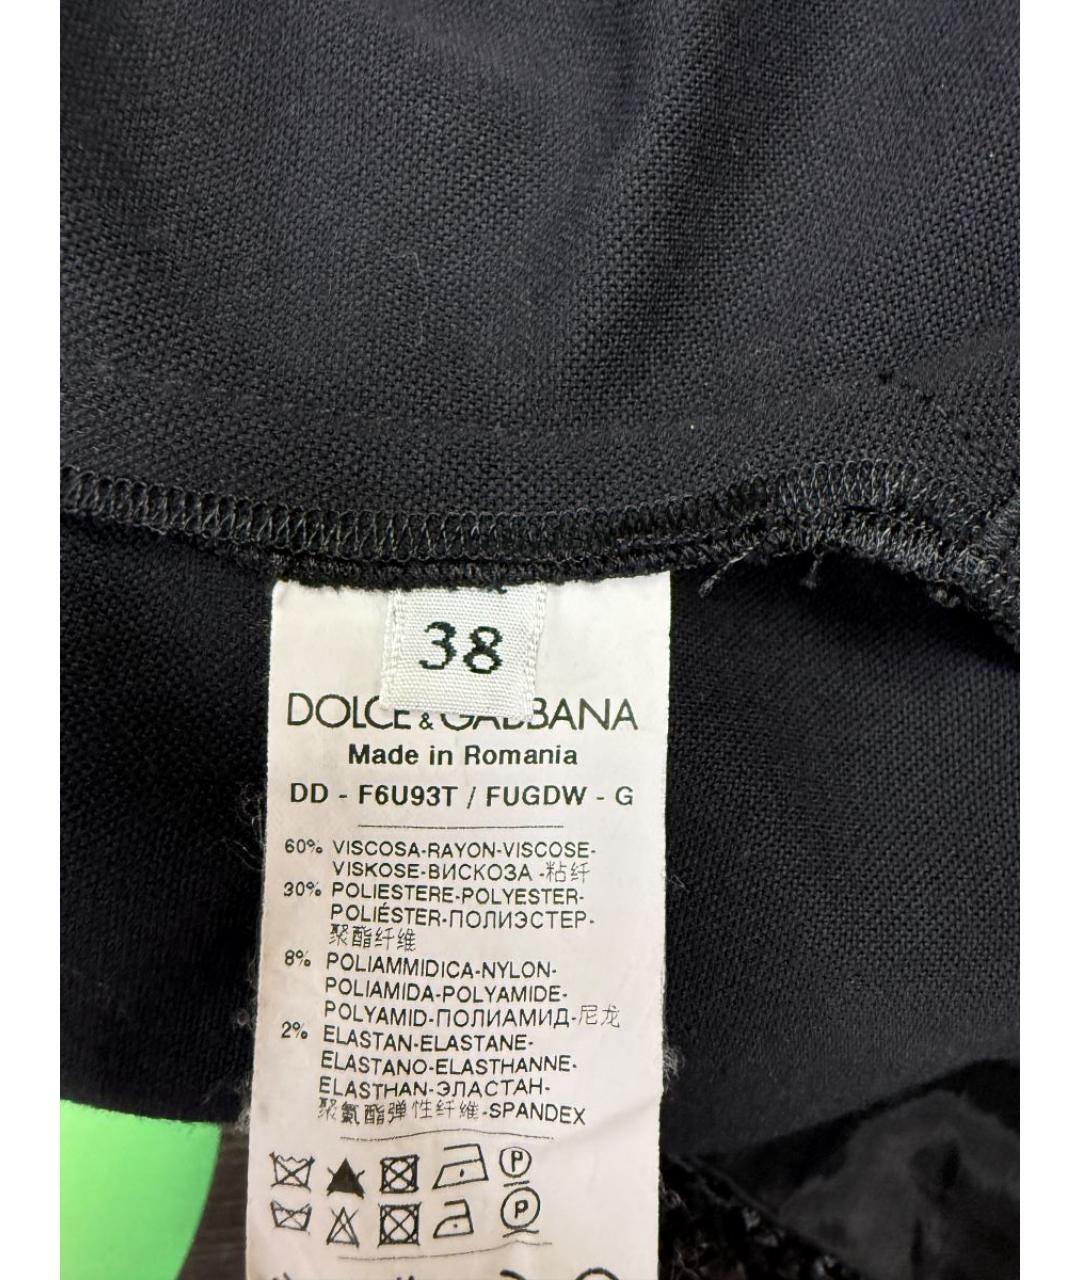 38
DOLCE & GABBANA
Made in Romania
DD - F6U93T / FUGDW - G
60% VISCOSA-RAYON-VISCOSE-
VISKOSE-ВИСКОЗА -粘纤
30% POLIESTERE-POLYESTER-
POLIÉSTER-ПОЛИЭСТЕР-
聚酯纤维
8% POLIAMMIDICA-NYLON-
POLIAMIDA-POLYAMIDE-
POLYAMID-ПОЛИАМИД-尼龙
2% ELASTAN-ELASTANE-
ELASTANO-ELASTHANNE-
ELASTHAN-ЭЛАСТАН-
聚氨酯弹性纤维-SPANDEX
P
P